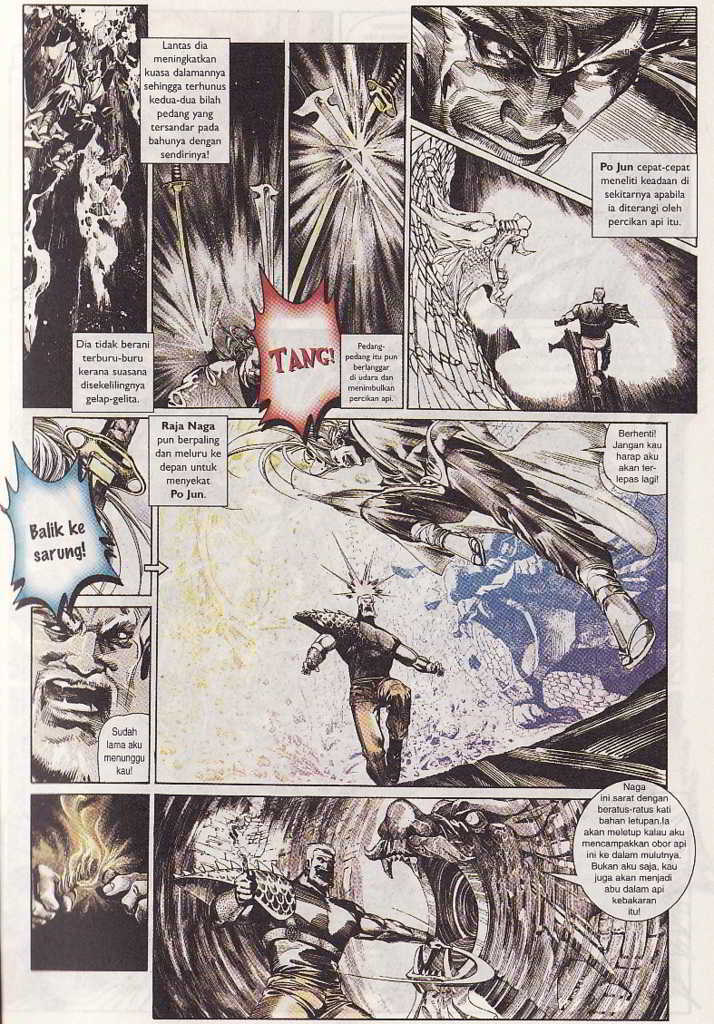 Lantas dia
meningkatkan
kuasa dalamannya
sehingga terhunus
kedua-dua bilah
pedang yang
tersandar pada
bahunya dengan
sendirinya!
Dia tidak berani
terburu-buru
kerana suasana
disekelilingnya
gelap-gelita.
TANG!
Pedang-
pedang itu pun
berlanggar
di udara dan
menimbulkan
percikan api.
Po Jun cepat-cepat
meneliti keadaan di
sekitarnya apabila
ia diterangi oleh
percikan api itu.
Balik ke
sarung!
Raja Naga
pun berpaling
dan meluru ke
depan untuk
menyekat
Po Jun.
Berhenti!
Jangan kau
harap aku
akan ter-
lepas lagi!
Sudah
lama aku
menunggu
kau!
Naga
ini sarat dengan
beratus-ratus kati
bahan letupan.Ia
akan meletup kalau aku
mencampakkan obor api
ini ke dalam mulutnya.
Bukan aku saja, kau
juga akan menjadi
abu dalam api
kebakaran
itu!